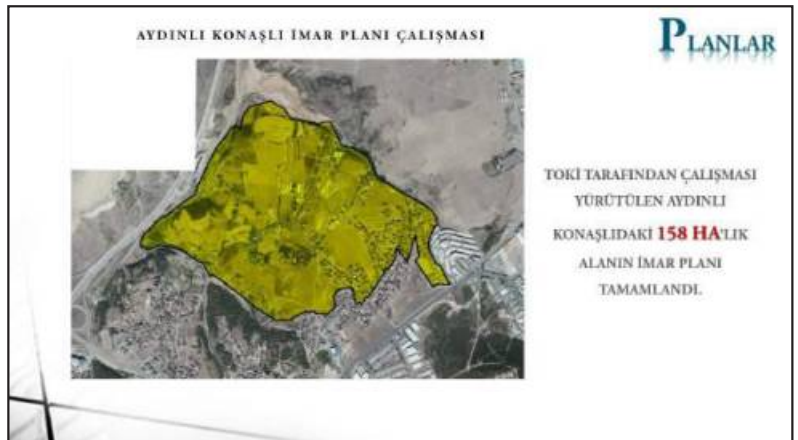 AYDINLI KONAŞLI İMAR PLANI ÇALIŞMASI
PLANLAR
TOKİ TARAFINDAN ÇALIŞMASI
YÜRÜTÜLEN AYDINLI
KONAŞLIDAKİ 158 HA'LIK
ALANIN İMAR PLANI
TAMAMLANDI.